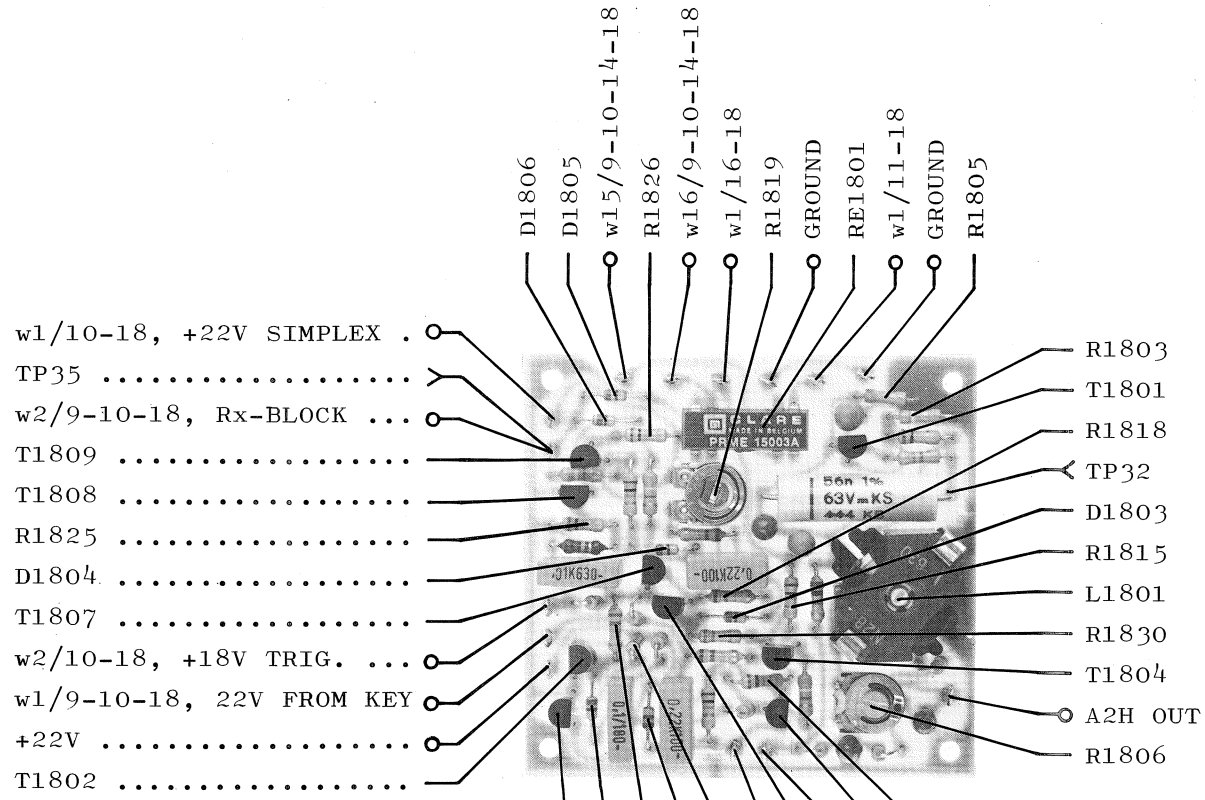 D1806
D1805
w15/9-10-14-18
R1826
w16/9-10-14-18
w1/16-18
R1819
GROUND
RE1801
w1/11-18
GROUND
R1805
w1/10-18, +22V SIMPLEX .
TP35 ................
w2/9-10-18, Rx-BLOCK ...
T1809 ...............
T1808 ...............
R1825 ...............
D1804 ...............
T1807 ...............
w2/10-18, +18V TRIG. ...
w1/9-10-18, 22V FROM KEY
+22V ................
T1802 ...............
R1803
T1801
R1818
TP32
D1803
R1815
L1801
R1830
T1804
A2H OUT
R1806
CLARE
MADE IN BELGIUM
PRME 15003A
56n 1%
63V=KS
0,22K100-
0,1/180-
0,22K100-